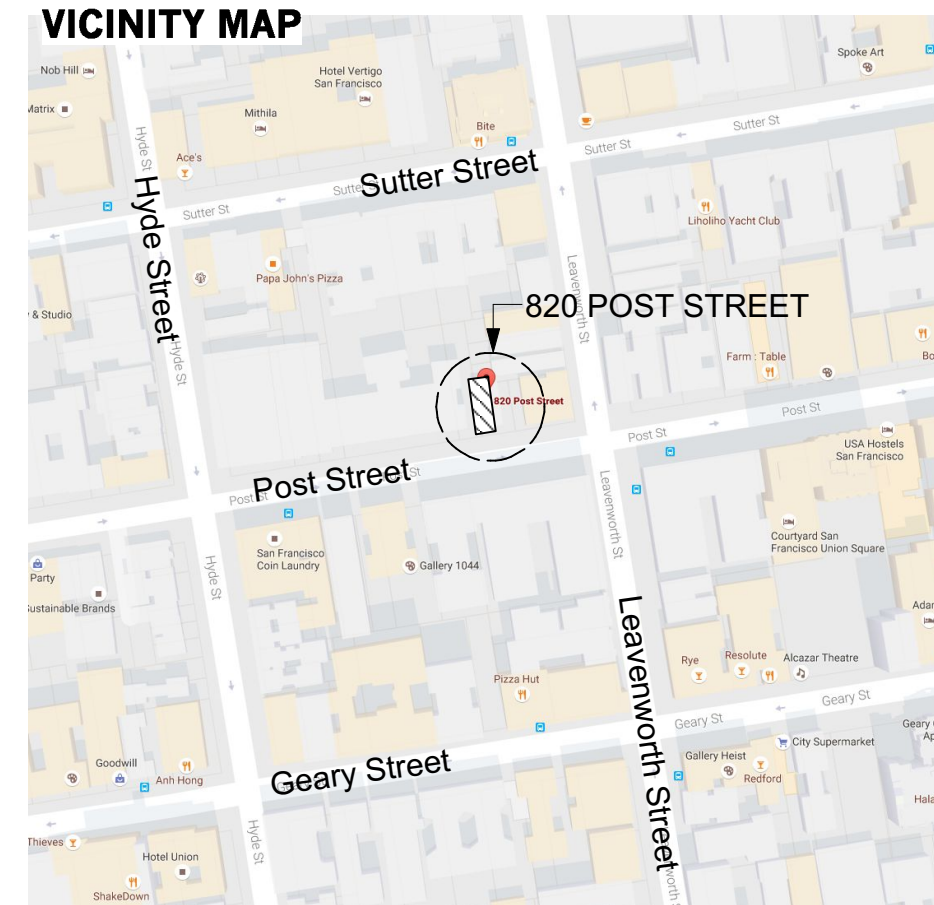 VICINITY MAP
Nob Hill
Hotel Vertigo
San Francisco
Spoke Art
Matrix
Mithila
Bite
Sutter St
Hyde St
Ace's
Sutter St
Sutter Street
Hyde Street
Sutter St
Liholiho Yacht Club
Leavenworth St
Papa John's Pizza
& Studio
820 POST STREET
Hyde St
Farm : Table
820 Post Street
Post St
Post St
USA Hostels
San Francisco
Post Street
Post St
Leavenworth St
Courtyard San
Francisco Union Square
San Francisco
Coin Laundry
Gallery 1044
Hyde St
Party
Sustainable Brands
Leavenworth Street
Rye
Resolute
Alcazar Theatre
Pizza Hut
Geary St
Geary St
City Supermarket
Geary
Gallery Heist
Redford
Goodwill
Anh Hong
Geary Street
Hyde St
Thieves
Hotel Union
ShakeDown